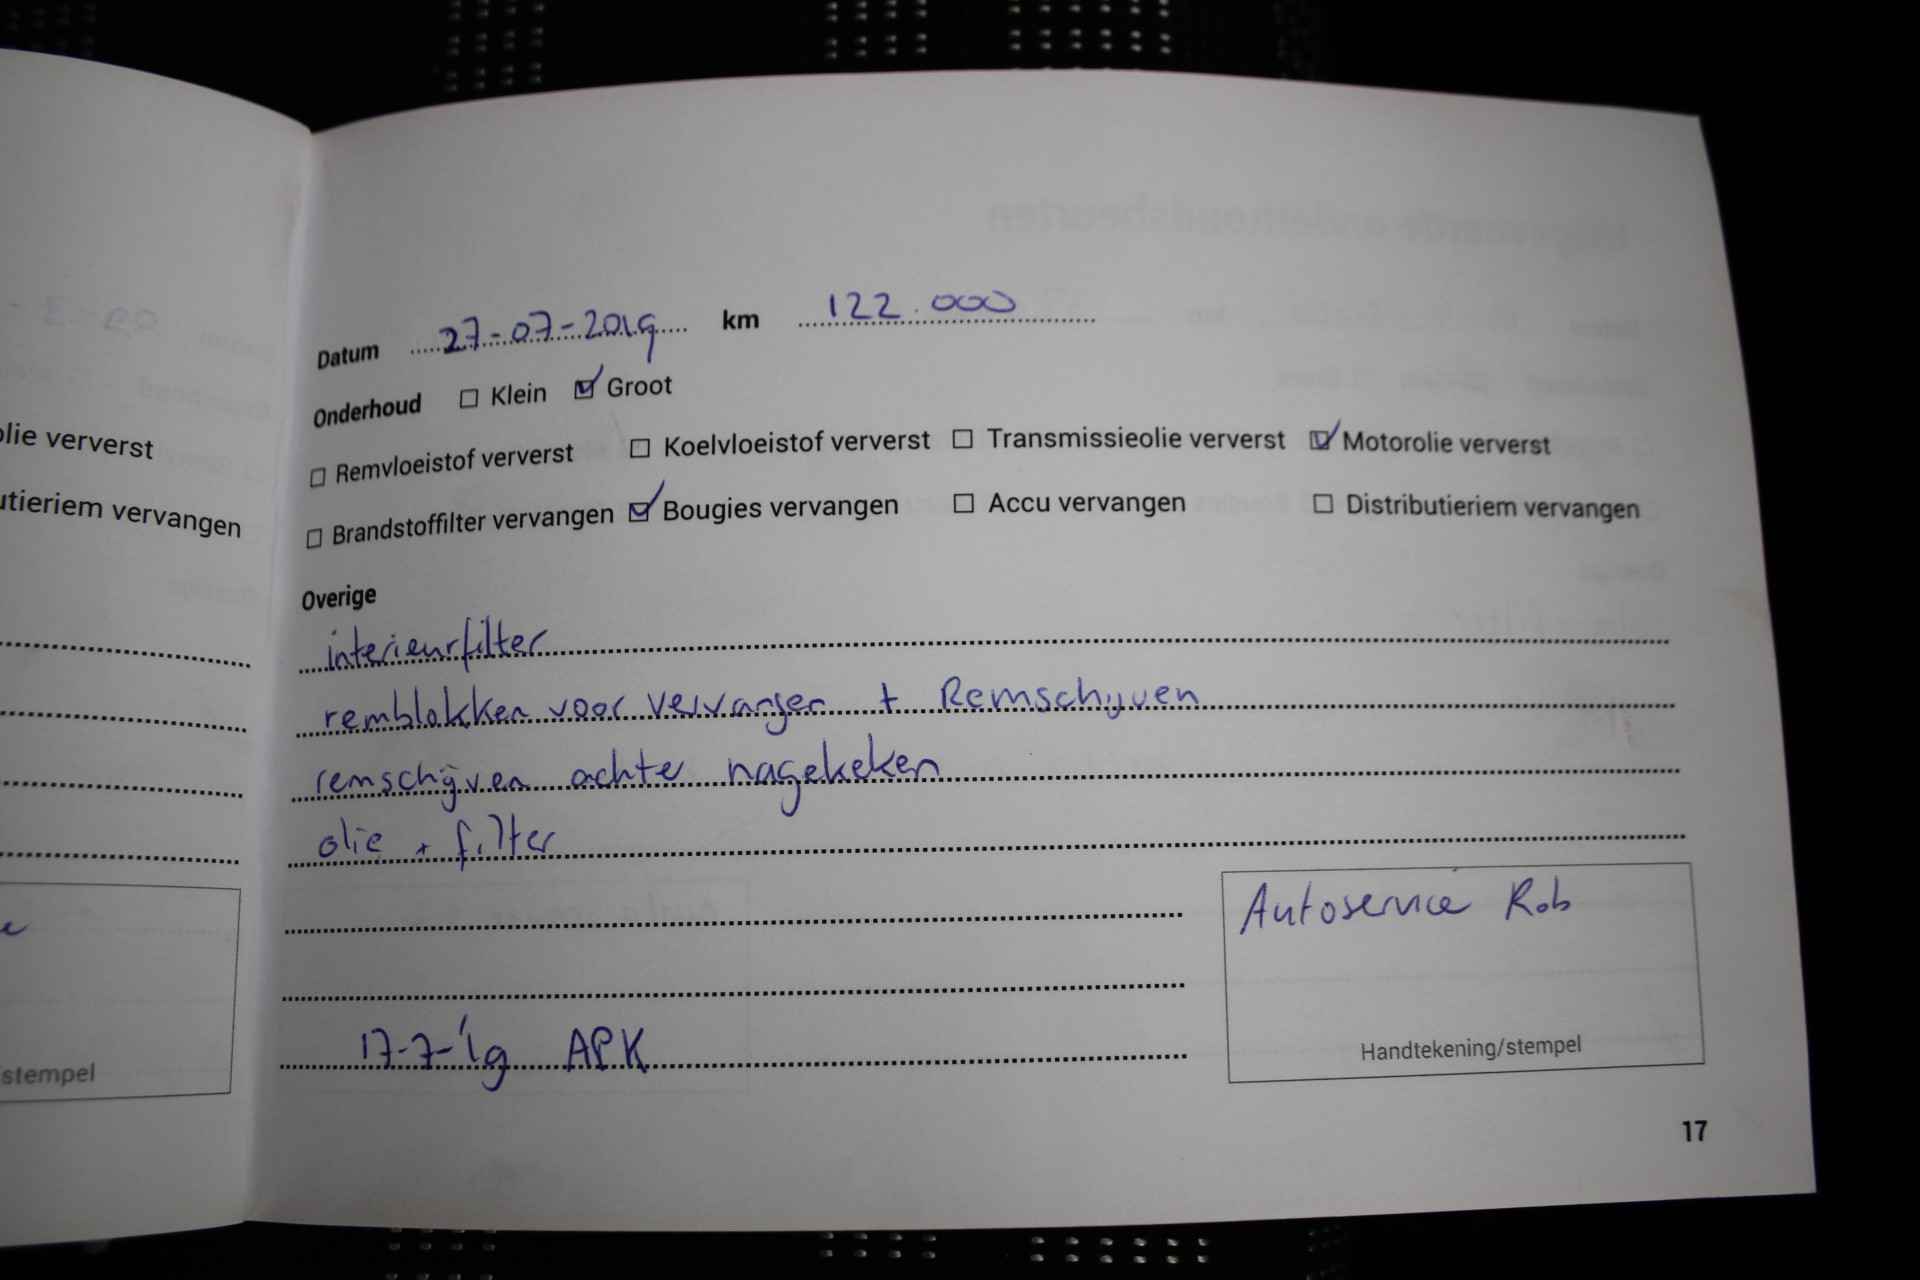 olie ververst
utieriem vervangen
stempel
Datum 27-07-2019 km 122.000
Onderhoud ☐ Klein ☑ Groot
☐ Remvloeistof ververst ☐ Koelvloeistof ververst ☐ Transmissieolie ververst ☑ Motorolie ververst
☐ Brandstoffilter vervangen ☑ Bougies vervangen ☐ Accu vervangen ☐ Distributieriem vervangen
Overige
interieurfilter
remblokken voor vervangen + Remschijven
remschijven achter nagekeken
olie + filter
17-7-'19 APK
Autoservice Rob
Handtekening/stempel
17